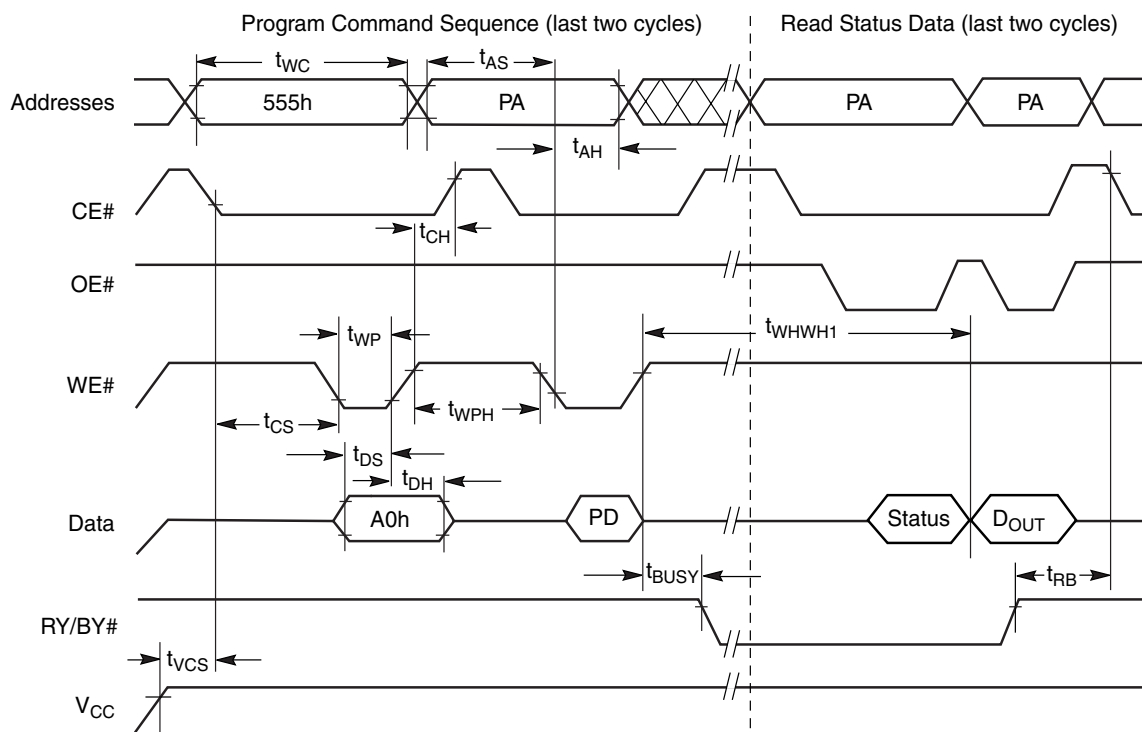 Program Command Sequence (last two cycles)
Read Status Data (last two cycles)
tWC
tAS
Addresses
555h
PA
PA
PA
tAH
CE#
tCH
OE#
tWP
tWHWH1
WE#
tCS
tWPH
tDS
tDH
Data
A0h
PD
Status
DOUT
tBUSY
tRB
RY/BY#
tVCS
VCC